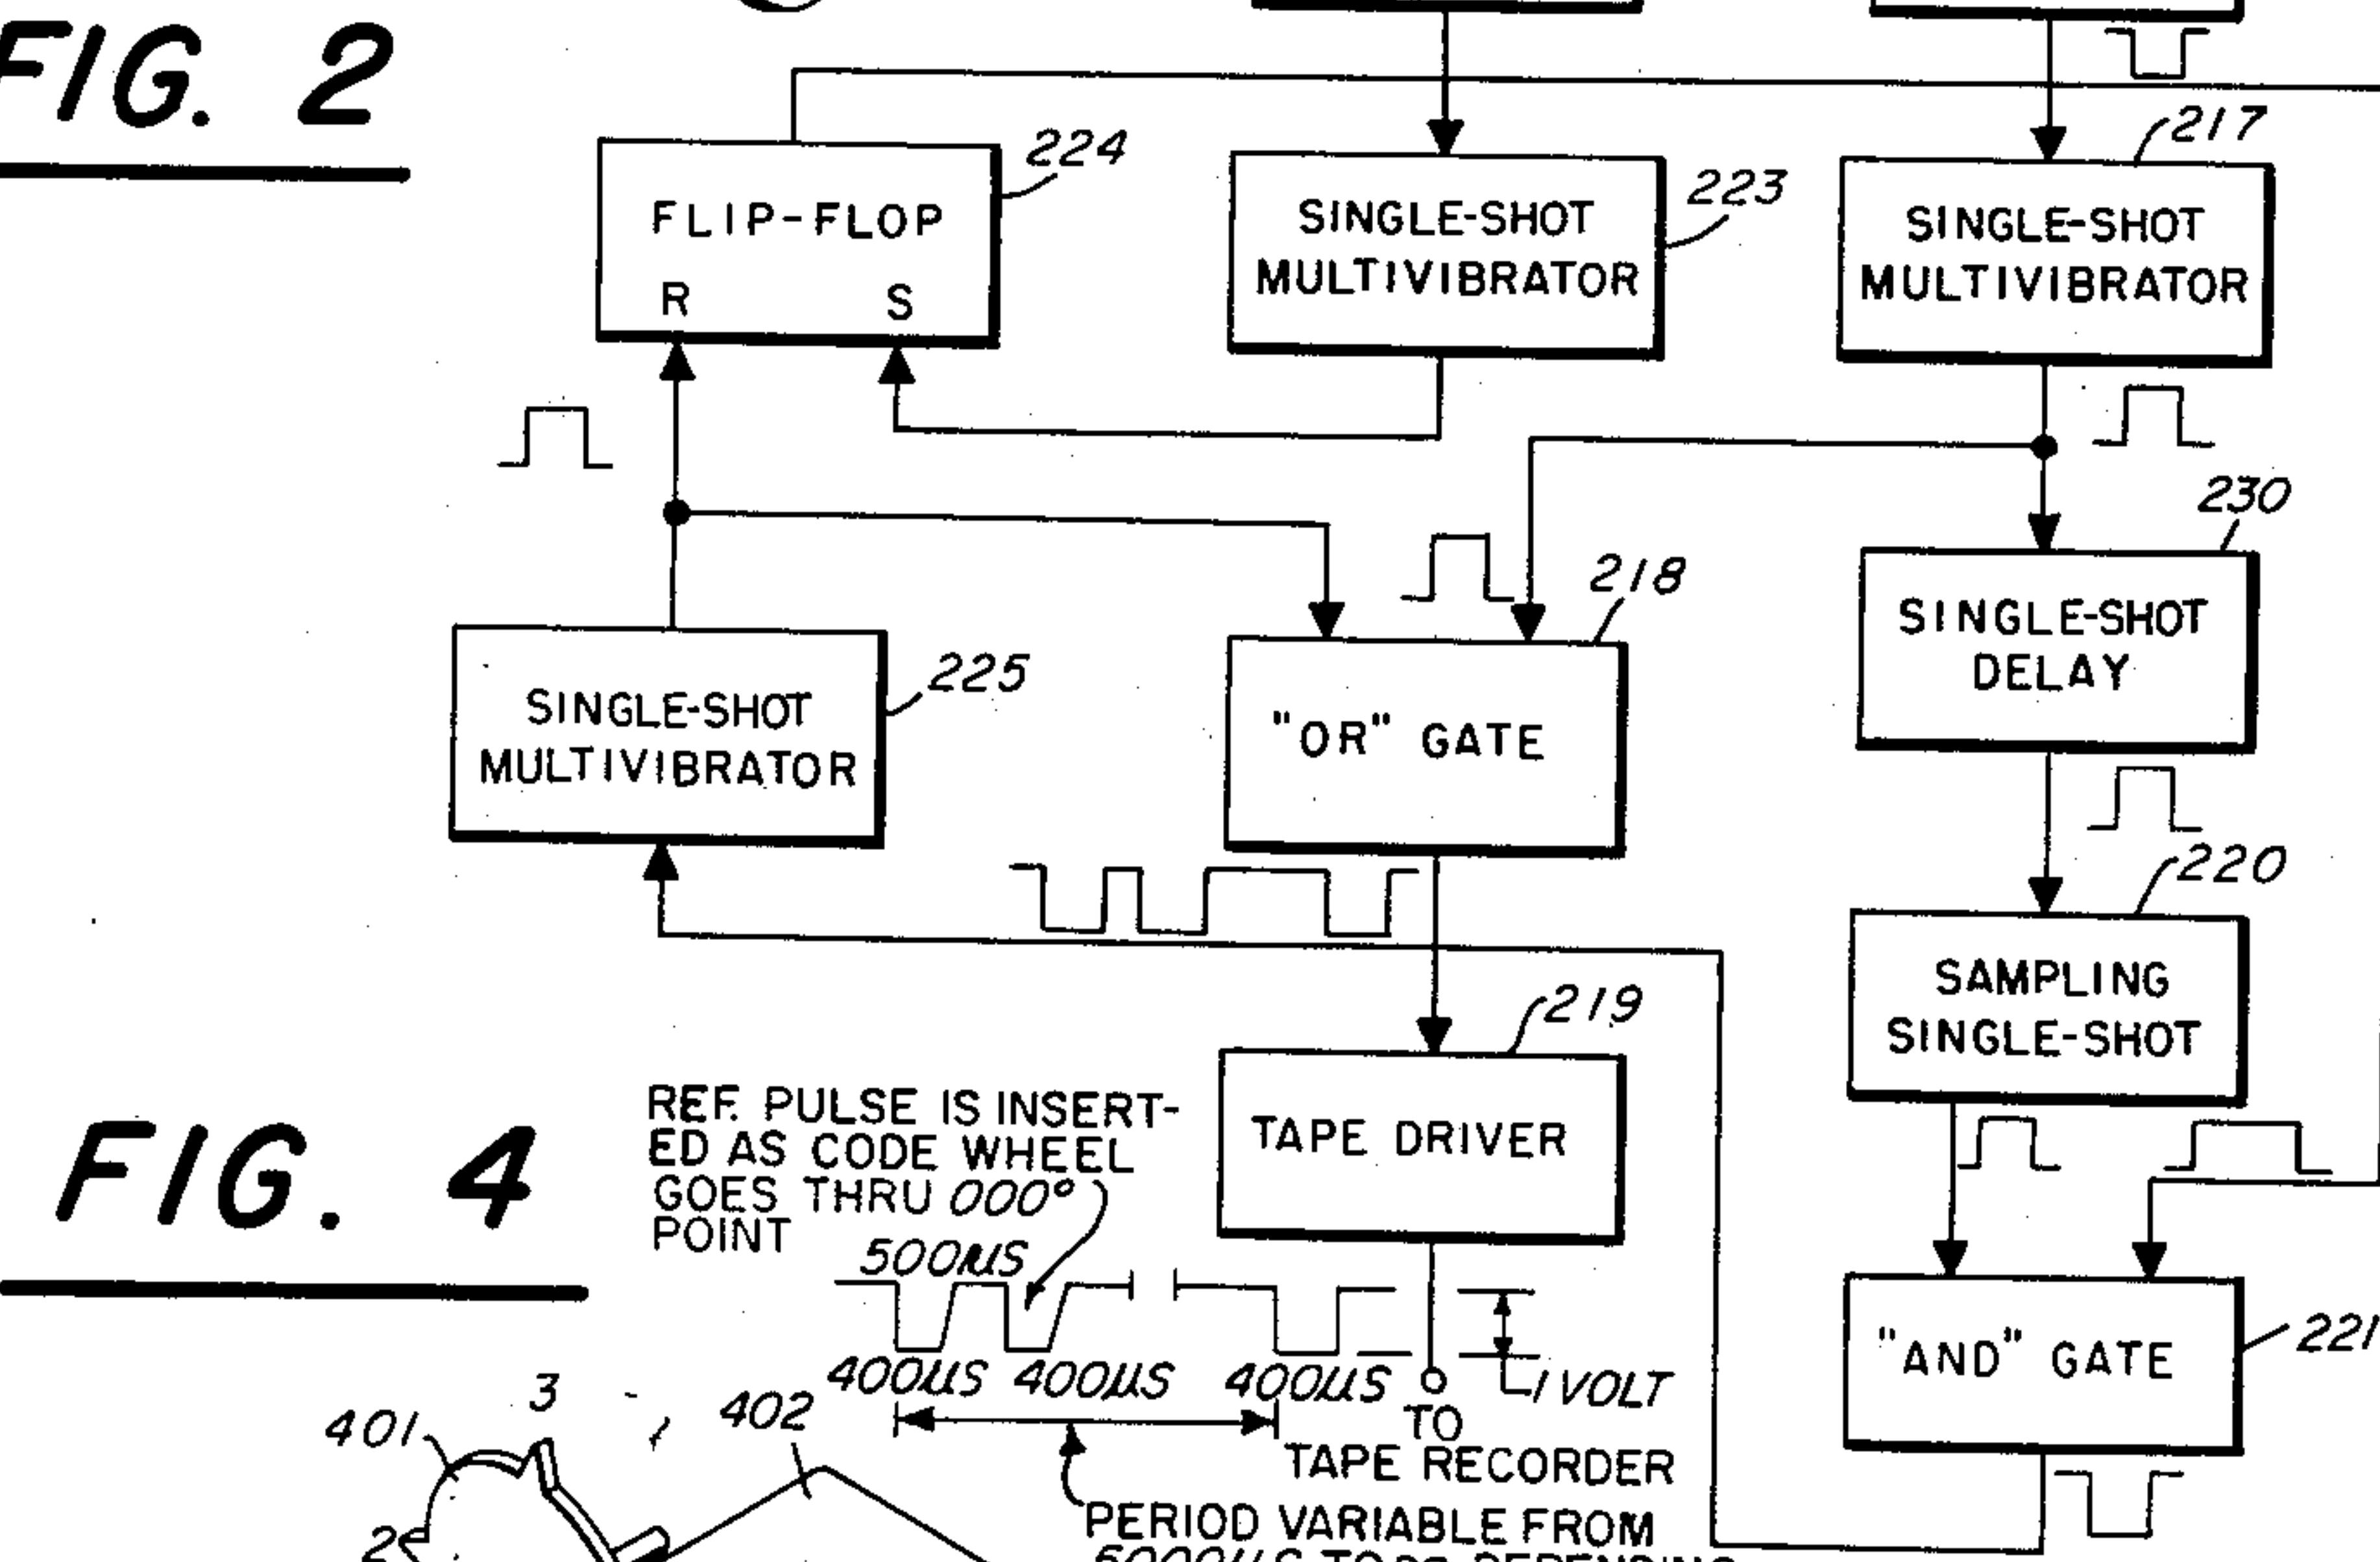 FIG. 2
224
FLIP-FLOP
R S
SINGLE-SHOT
MULTIVIBRATOR
223
217
SINGLE-SHOT
MULTIVIBRATOR
230
SINGLE-SHOT
DELAY
218
"OR" GATE
225
SINGLE-SHOT
MULTIVIBRATOR
220
SAMPLING
SINGLE-SHOT
219
TAPE DRIVER
221
"AND" GATE
FIG. 4
REF. PULSE IS INSERT-
ED AS CODE WHEEL
GOES THRU 000°
POINT
500µS
400µS 400µS 400µS
1 VOLT
TO
TAPE RECORDER
PERIOD VARIABLE FROM
TO DEPENDING
401
3
402
2